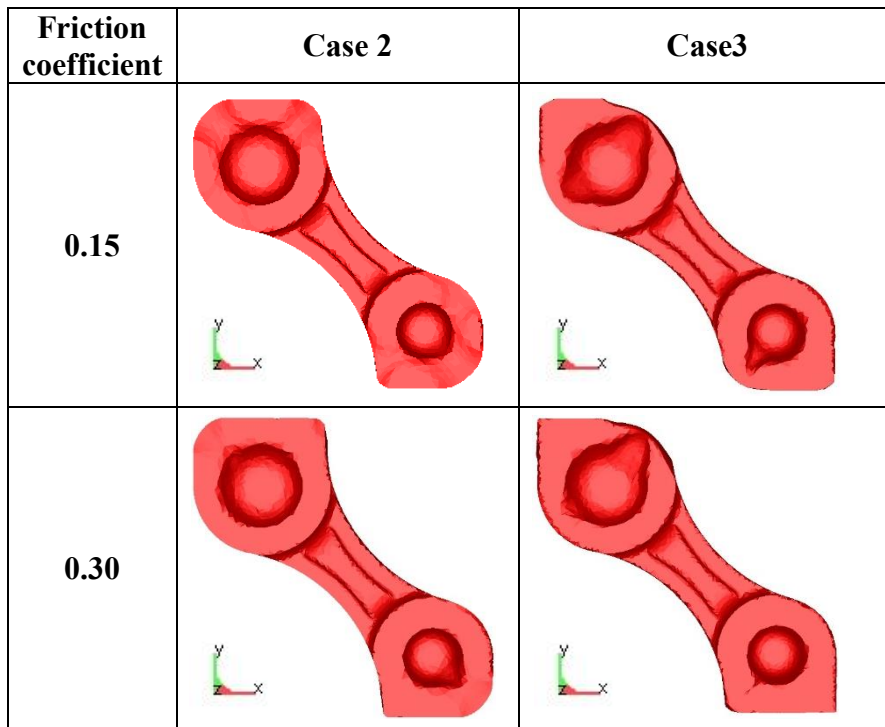 Friction
coefficient
Case 2
Case3
0.15
y
z
x
y
z
x
0.30
y
z
x
y
z
x